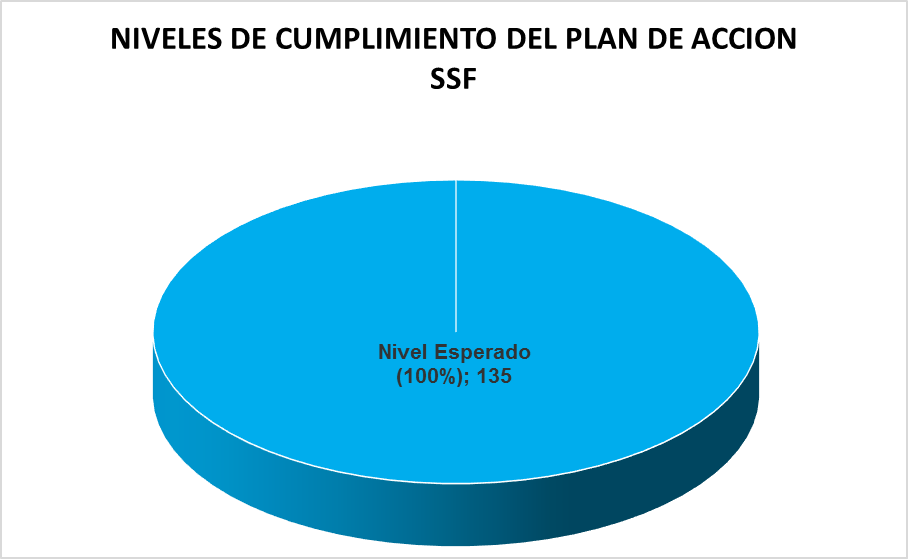 NIVELES DE CUMPLIMIENTO DEL PLAN DE ACCION
SSF
Nivel Esperado
(100%); 135